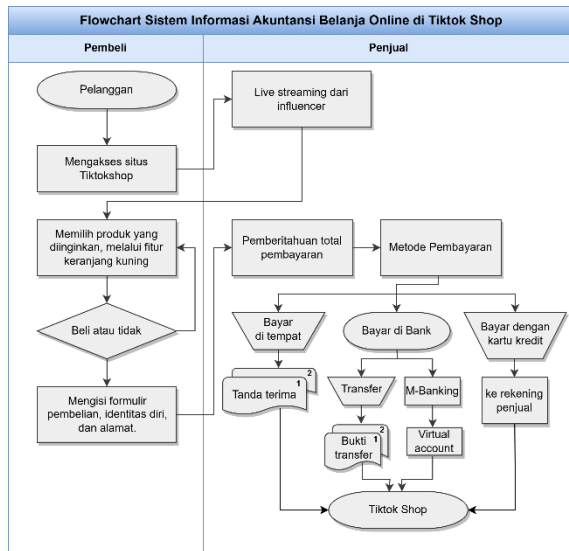 Flowchart Sistem Informasi Akuntansi Belanja Online di Tiktok Shop
Pembeli
Penjual
Pelanggan
Live streaming dari
influencer
Mengakses situs
Tiktokshop
Memilih produk yang
diinginkan, melalui fitur
keranjang kuning
Pemberitahuan total
pembayaran
Metode Pembayaran
Beli atau tidak
Bayar
di tempat
Bayar di Bank
Bayar dengan
kartu kredit
Mengisi formulir
pembelian, identitas diri,
dan alamat.
2
Tanda terima 1
Transfer
M-Banking
ke rekening
penjual
2
Bukti 1
transfer
Virtual
account
Tiktok Shop